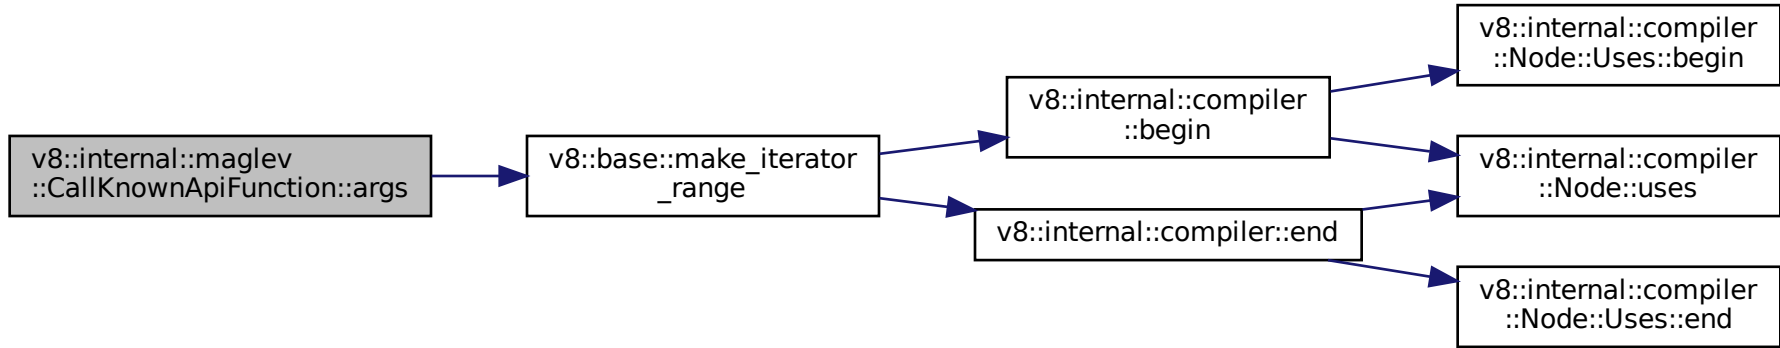 v8::internal::maglev
::CallKnownApiFunction::args
v8::base::make_iterator
_range
v8::internal::compiler
::begin
v8::internal::compiler::end
v8::internal::compiler
::Node::Uses::begin
v8::internal::compiler
::Node::uses
v8::internal::compiler
::Node::Uses::end